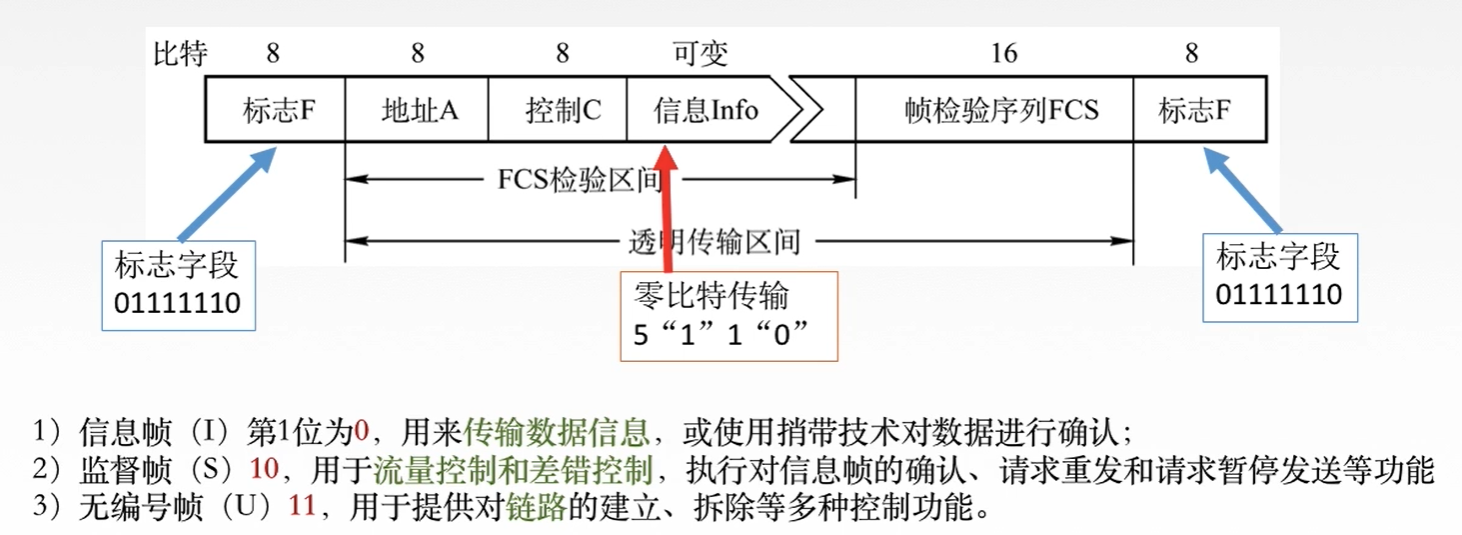 比特 8 8 8 可变 16 8
标志F 地址A 控制C 信息Info 帧检验序列FCS 标志F
FCS检验区间
透明传输区间
标志字段
01111110
零比特传输
5“1”1“0”
标志字段
01111110
1）信息帧（I）第1位为0，用来传输数据信息，或使用捎带技术对数据进行确认；
2）监督帧（S）10，用于流量控制和差错控制，执行对信息帧的确认、请求重发和请求暂停发送等功能
3）无编号帧（U）11，用于提供对链路的建立、拆除等多种控制功能。